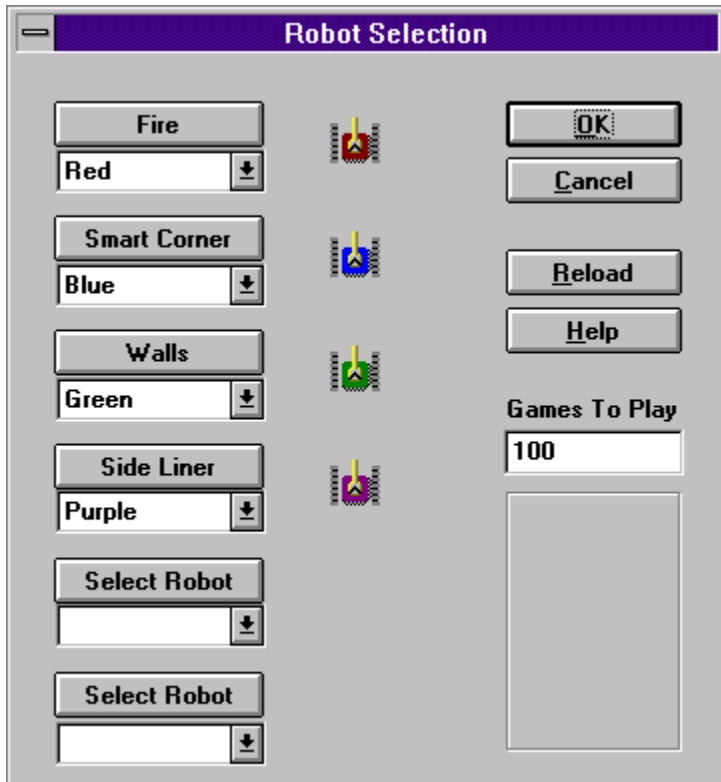 Robot Selection
Fire
Red
Smart Corner
Blue
Walls
Green
Side Liner
Purple
Select Robot
Select Robot
OK
Cancel
Reload
Help
Games To Play
100